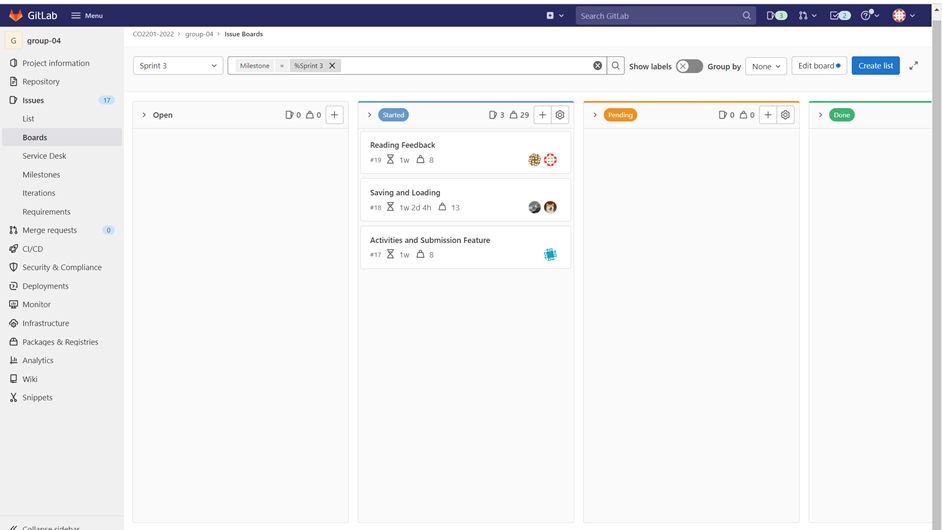 GitLab Menu Search GitLab 3 2
G group-04
CO2201-2022 > group-04 > Issue Boards
Project information
Repository
Issues 17
List
Boards
Service Desk
Milestones
Iterations
Requirements
Merge requests 0
CI/CD
Security & Compliance
Deployments
Monitor
Infrastructure
Packages & Registries
Analytics
Wiki
Snippets
Collapse sidebar
Sprint 3 Milestone = %Sprint 3 Show labels Group by None Edit board Create list
Open 0 0
Started 3 29
Reading Feedback
#19 1w 8
Saving and Loading
#18 1w 2d 4h 13
Activities and Submission Feature
#17 1w 8
Pending 0 0
Done